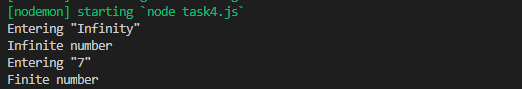 [nodemon] starting `node task4.js`
Entering "Infinity"
Infinite number
Entering "7"
Finite number